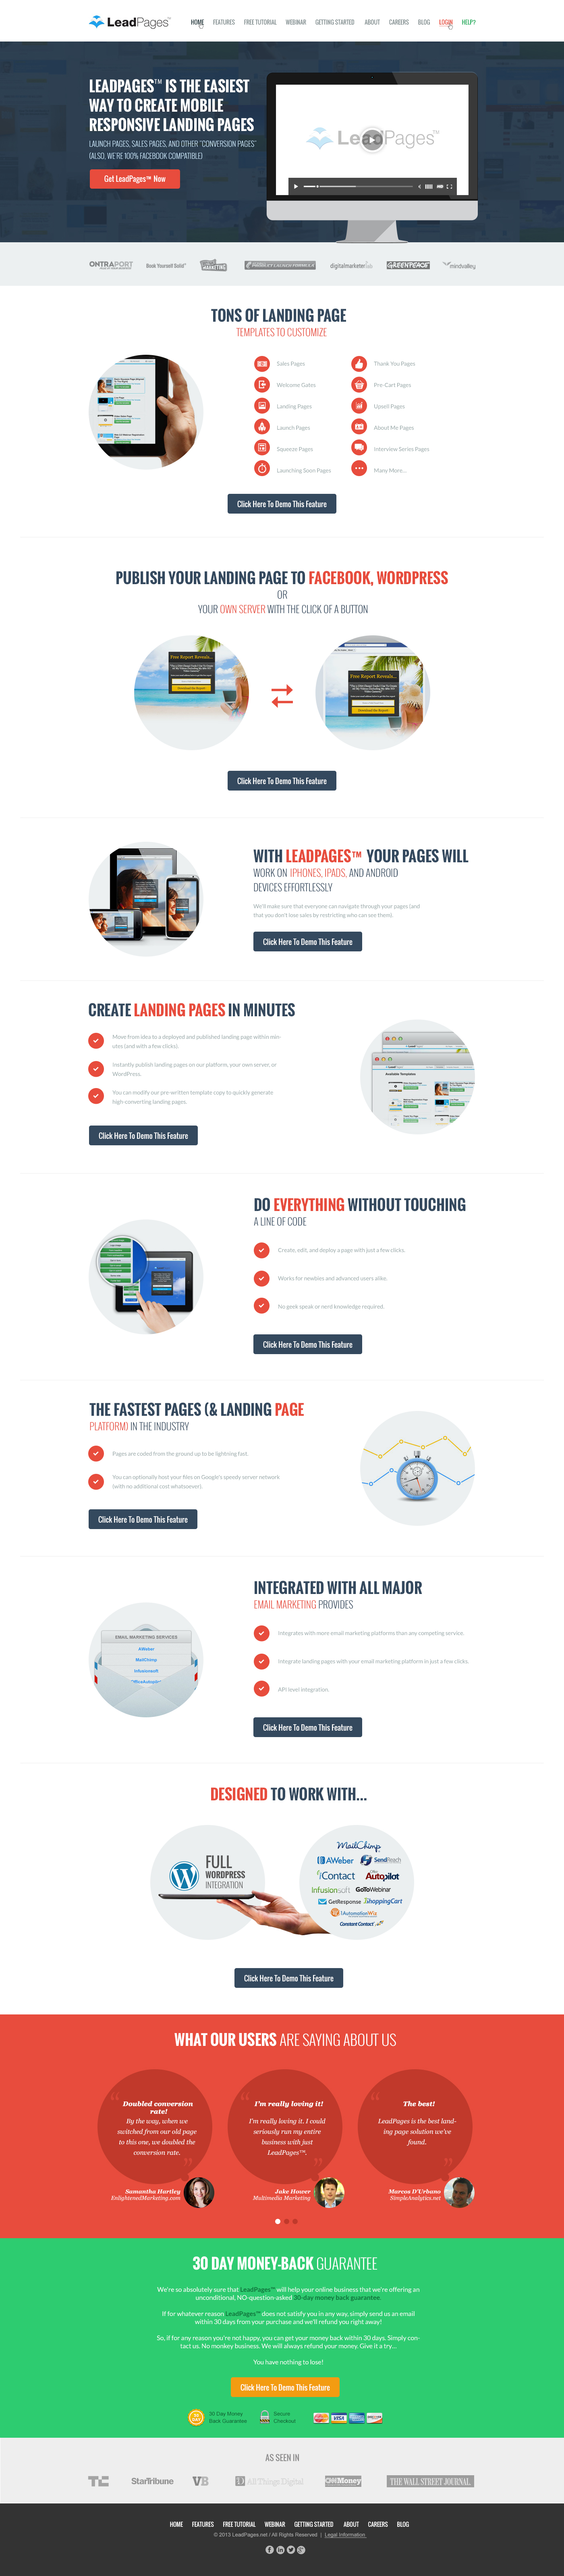 LeadPages™
HOME FEATURES FREE TUTORIAL WEBINAR GETTING STARTED ABOUT CAREERS BLOG LOGIN HELP?
LEADPAGES™ IS THE EASIEST
WAY TO CREATE MOBILE
RESPONSIVE LANDING PAGES
LAUNCH PAGES, SALES PAGES, AND OTHER "CONVERSION PAGES"
(ALSO, WE'RE 100% FACEBOOK COMPATIBLE)
Get LeadPages™ Now
LeadPages™
ONTRAPORT
Book Yourself Solid
PRODUCT LAUNCH FORMULA
digitalmarketer
GREENPEACE
mindvalley
TONS OF LANDING PAGE
TEMPLATES TO CUSTOMIZE
Sales Pages
Thank You Pages
Welcome Gates
Pre-Cart Pages
Landing Pages
Upsell Pages
Launch Pages
About Me Pages
Squeeze Pages
Interview Series Pages
Launching Soon Pages
Many More...
Click Here To Demo This Feature
PUBLISH YOUR LANDING PAGE TO FACEBOOK, WORDPRESS
OR
YOUR OWN SERVER WITH THE CLICK OF A BUTTON
Free Report Reveals...
Download the Report
Free Report Reveals...
Download the Report
Click Here To Demo This Feature
WITH LEADPAGES™ YOUR PAGES WILL
WORK ON IPHONES, IPADS, AND ANDROID
DEVICES EFFORTLESSLY
We'll make sure that everyone can navigate through your pages (and
that you don't lose sales by restricting who can see them).
Click Here To Demo This Feature
CREATE LANDING PAGES IN MINUTES
Move from idea to a deployed and published landing page within min-
utes (and with a few clicks).
Instantly publish landing pages on our platform, your own server, or
WordPress.
You can modify our pre-written template copy to quickly generate
high-converting landing pages.
Available Templates
Click Here To Demo This Feature
DO EVERYTHING WITHOUT TOUCHING
A LINE OF CODE
Create, edit, and deploy a page with just a few clicks.
Works for newbies and advanced users alike.
No geek speak or nerd knowledge required.
Click Here To Demo This Feature
THE FASTEST PAGES (& LANDING PAGE
PLATFORM) IN THE INDUSTRY
Pages are coded from the ground up to be lightning fast.
You can optionally host your files on Google's speedy server network
(with no additional cost whatsoever).
Click Here To Demo This Feature
INTEGRATED WITH ALL MAJOR
EMAIL MARKETING PROVIDES
EMAIL MARKETING SERVICES
AWeber
MailChimp
Infusionsoft
OfficeAutopilot
Integrates with more email marketing platforms than any competing service.
Integrate landing pages with your email marketing platform in just a few clicks.
API level integration.
Click Here To Demo This Feature
DESIGNED TO WORK WITH...
FULL
WORDPRESS
INTEGRATION
MailChimp
AWeber SendReach
iContact Office Autopilot
Infusionsoft GoToWebinar
GetResponse 1ShoppingCart
1AutomationWiz
Constant Contact
Click Here To Demo This Feature
WHAT OUR USERS ARE SAYING ABOUT US
Doubled conversion
rate!
By the way, when we
switched from our old page
to this one, we doubled the
conversion rate.
Samantha Hartley
EnlightenedMarketing.com
I'm really loving it!
I'm really loving it. I could
seriously run my entire
business with just
LeadPages™.
Jake Hower
Multimedia Marketing
The best!
LeadPages is the best land-
ing page solution we've
found.
Marcos D'Urbano
SimpleAnalytics.net
30 DAY MONEY-BACK GUARANTEE
We're so absolutely sure that LeadPages™ will help your online business that we're offering an
unconditional, NO-question-asked 30-day money back guarantee.
If for whatever reason LeadPages™ does not satisfy you in any way, simply send us an email
within 30 days from your purchase and we'll refund you right away!
So, if for any reason you're not happy, you can get your money back within 30 days. Simply con-
tact us. No monkey business. We will always refund your money. Give it a try...
You have nothing to lose!
Click Here To Demo This Feature
30 Day Money
Back Guarantee
Secure
Checkout
VISA
AS SEEN IN
TC
StarTribune
VB
D All Things Digital
CNNMoney
THE WALL STREET JOURNAL
HOME FEATURES FREE TUTORIAL WEBINAR GETTING STARTED ABOUT CAREERS BLOG
© 2013 LeadPages.net / All Rights Reserved | Legal Information